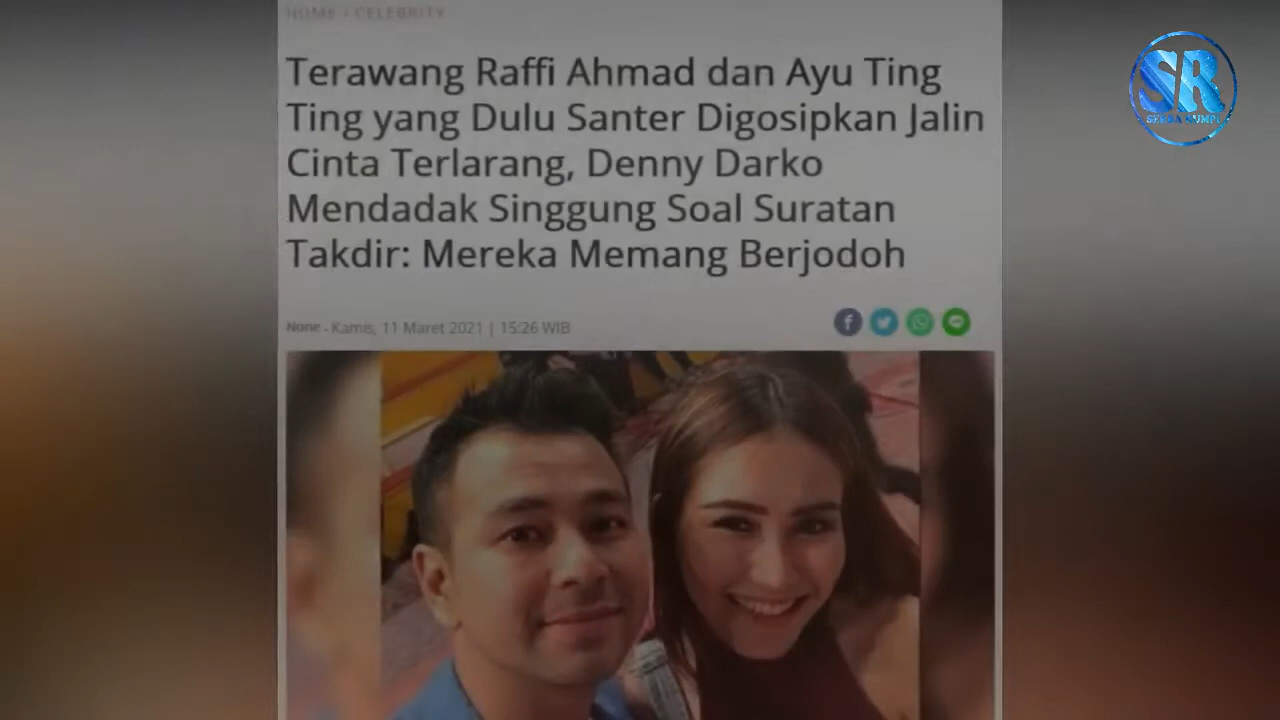 HOME / CELEBRITY
SR
Terawang Raffi Ahmad dan Ayu Ting
Ting yang Dulu Santer Digosipkan Jalin
Cinta Terlarang, Denny Darko
Mendadak Singgung Soal Suratan
Takdir: Mereka Memang Berjodoh
None - Kamis, 11 Maret 2021 | 15:26 WIB